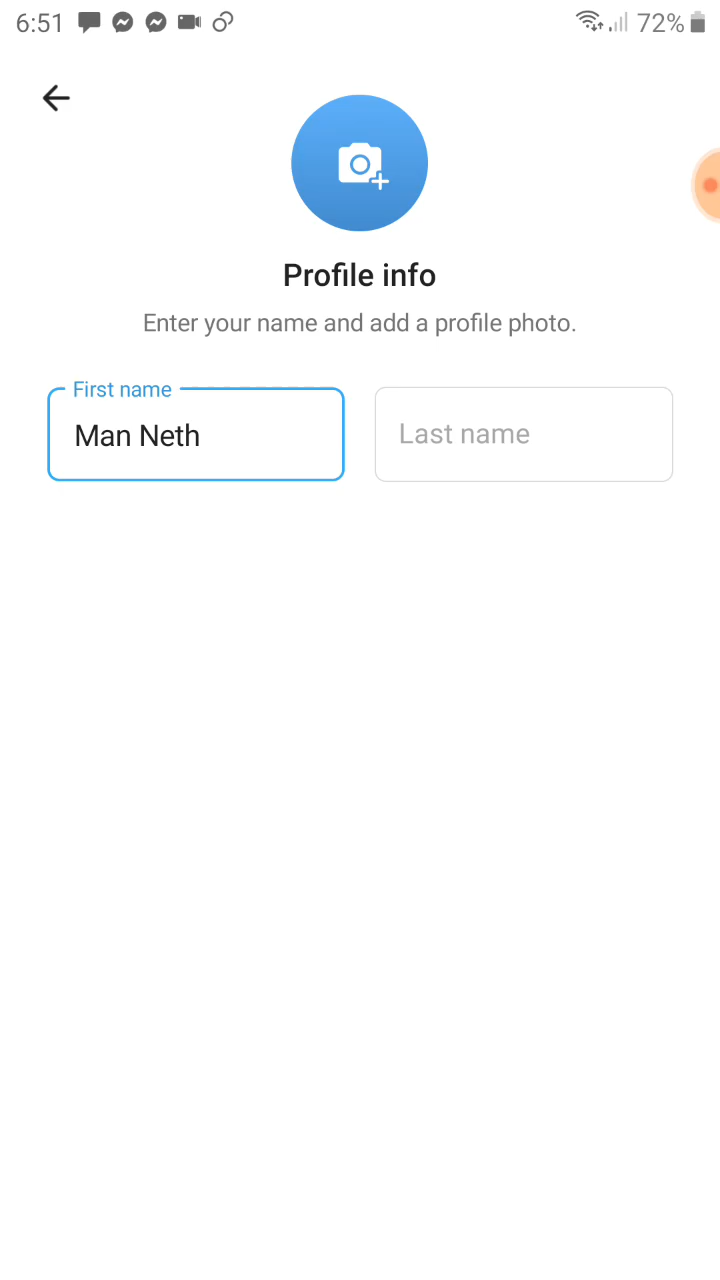 6:51 72%
Profile info
Enter your name and add a profile photo.
First name
Man Neth
Last name